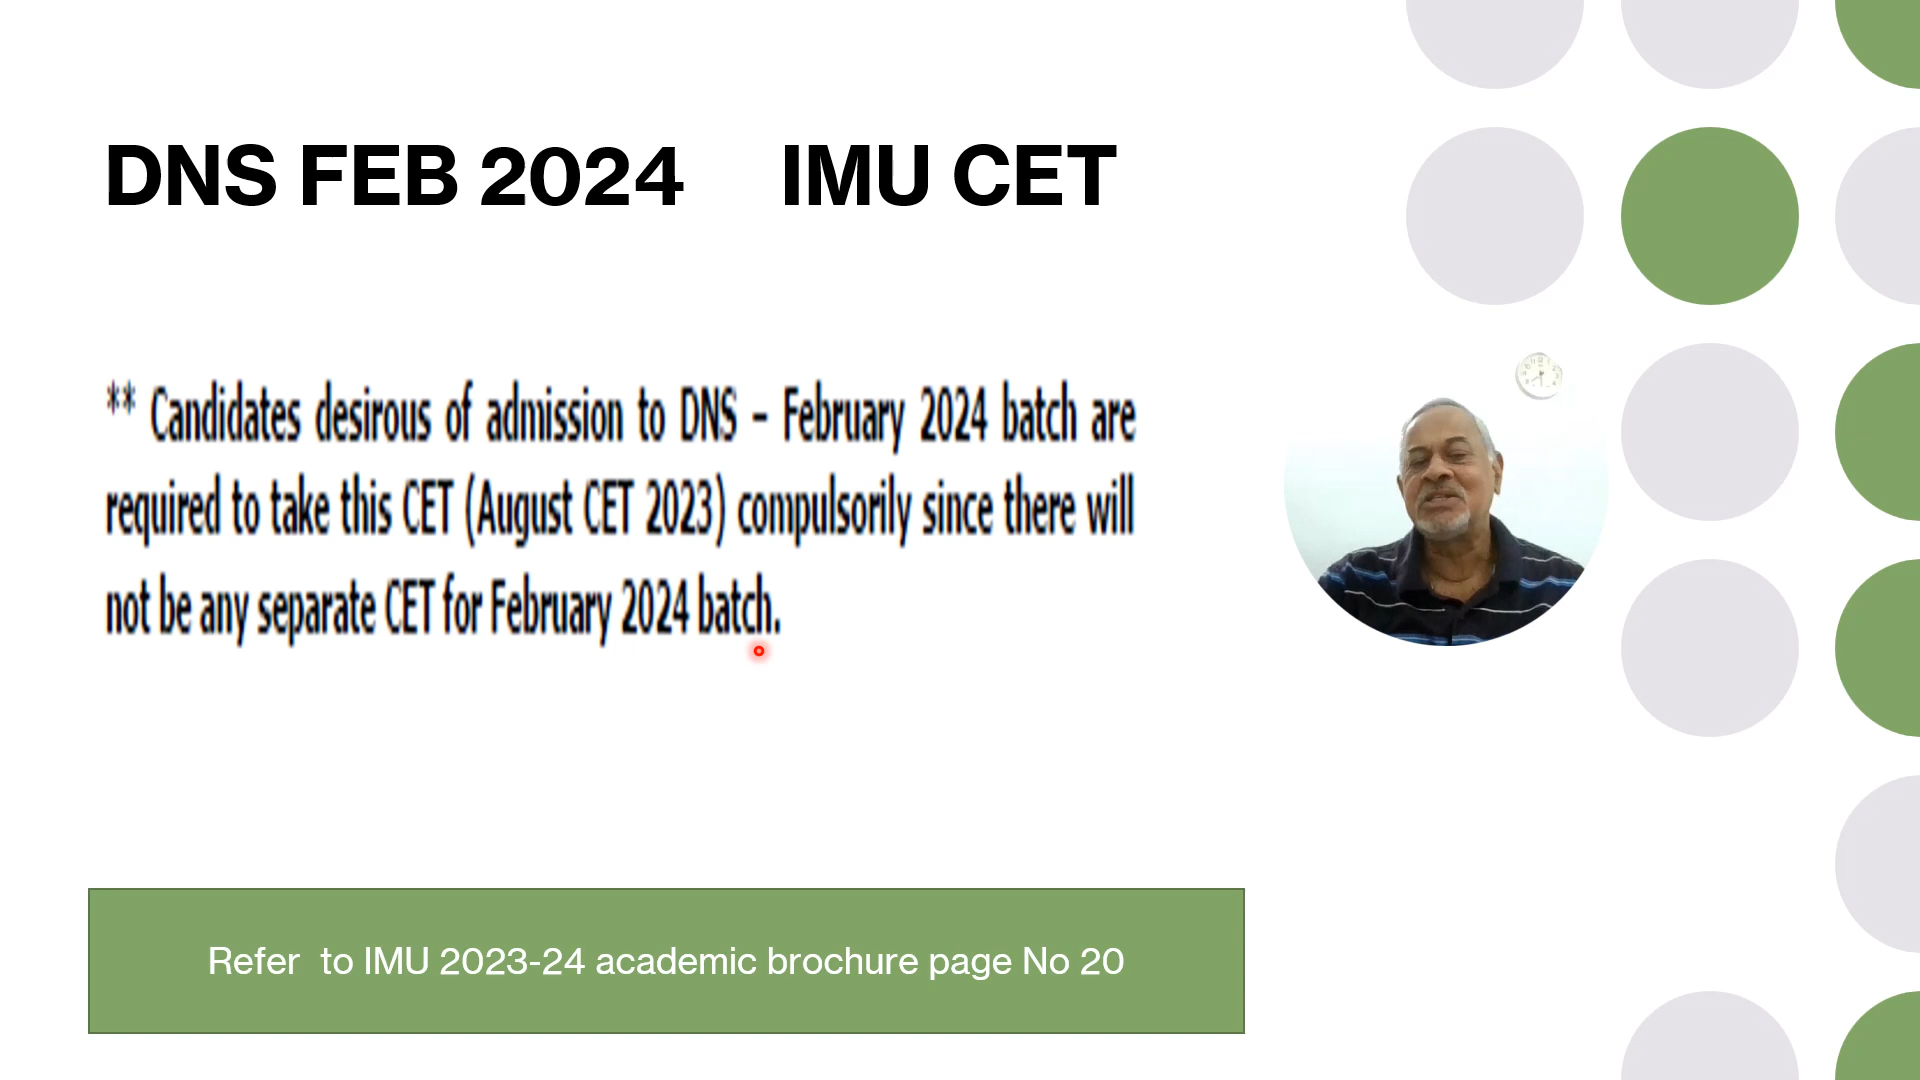 DNS FEB 2024 IMU CET
** Candidates desirous of admission to DNS – February 2024 batch are
required to take this CET (August CET 2023) compulsorily since there will
not be any separate CET for February 2024 batch.
Refer to IMU 2023-24 academic brochure page No 20